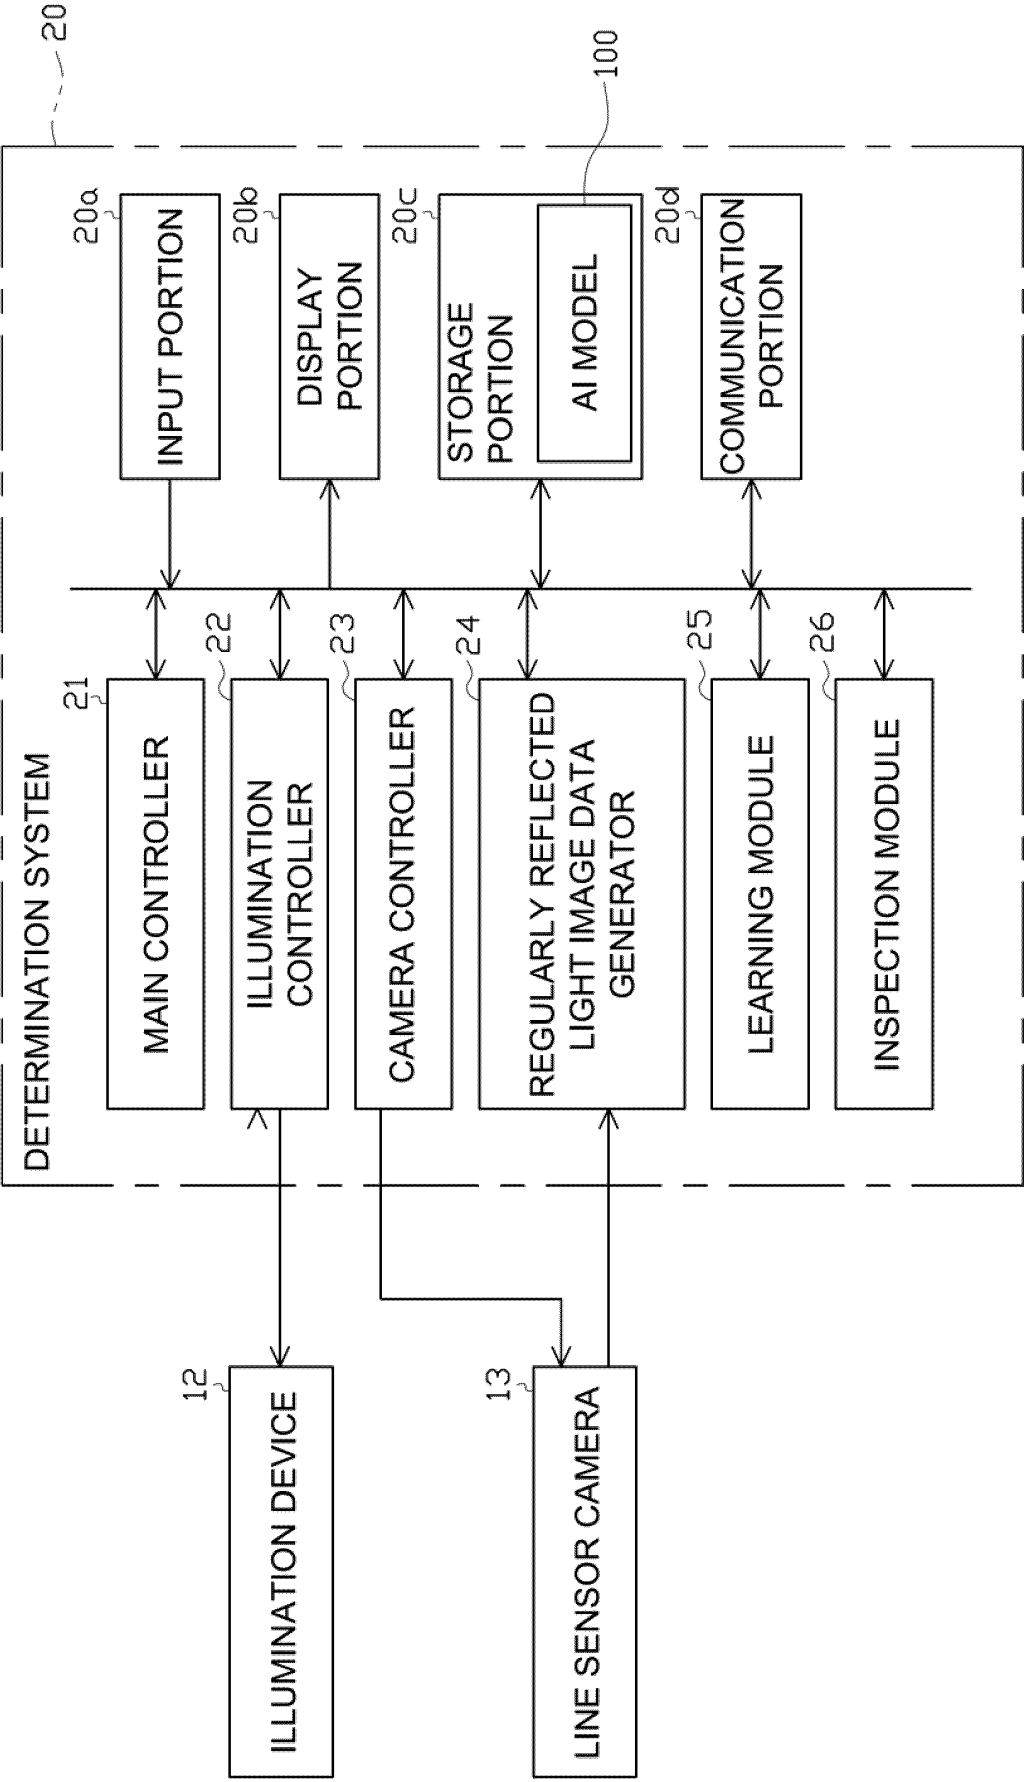 20
DETERMINATION SYSTEM
12
ILLUMINATION DEVICE
13
LINE SENSOR CAMERA
21
MAIN CONTROLLER
22
ILLUMINATION
CONTROLLER
23
CAMERA CONTROLLER
24
REGULARLY REFLECTED
LIGHT IMAGE DATA
GENERATOR
25
LEARNING MODULE
26
INSPECTION MODULE
20a
INPUT PORTION
20b
DISPLAY
PORTION
20c
STORAGE
PORTION
100
AI MODEL
20d
COMMUNICATION
PORTION